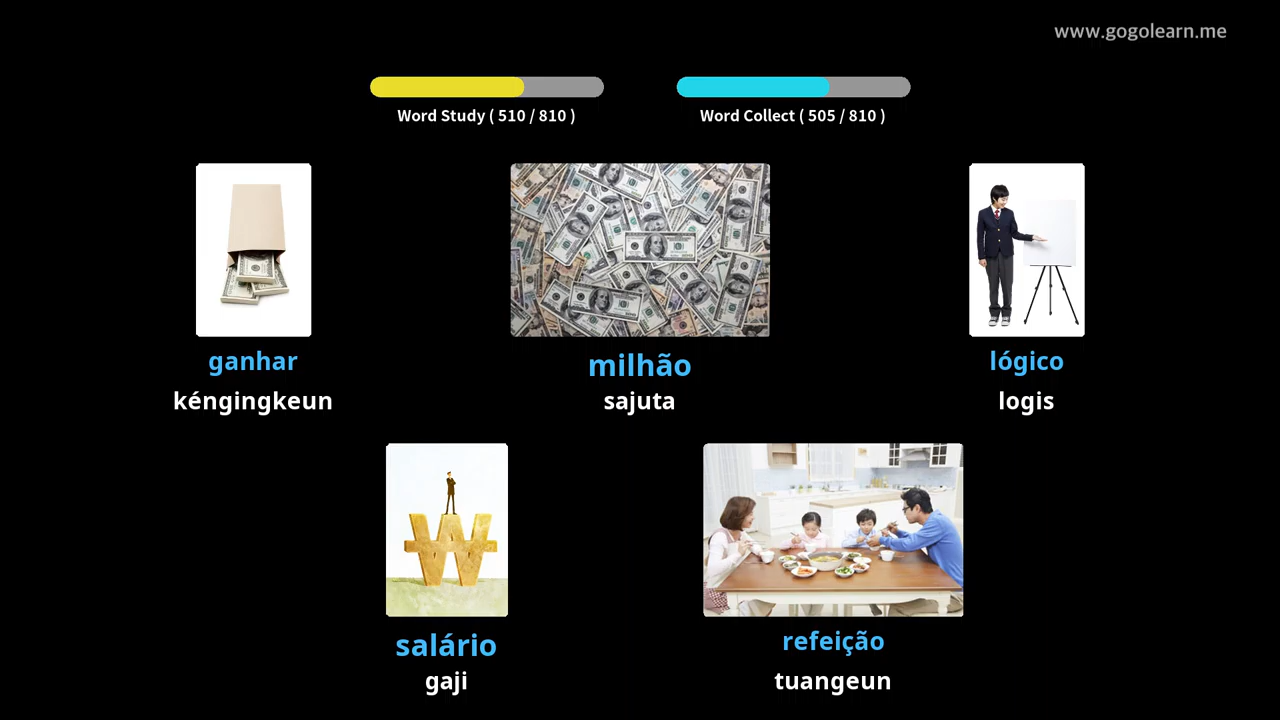 www.gogolearn.me
Word Study ( 510 / 810 )
Word Collect ( 505 / 810 )
ganhar
kéngingkeun
milhão
sajuta
lógico
logis
salário
gaji
refeição
tuangeun